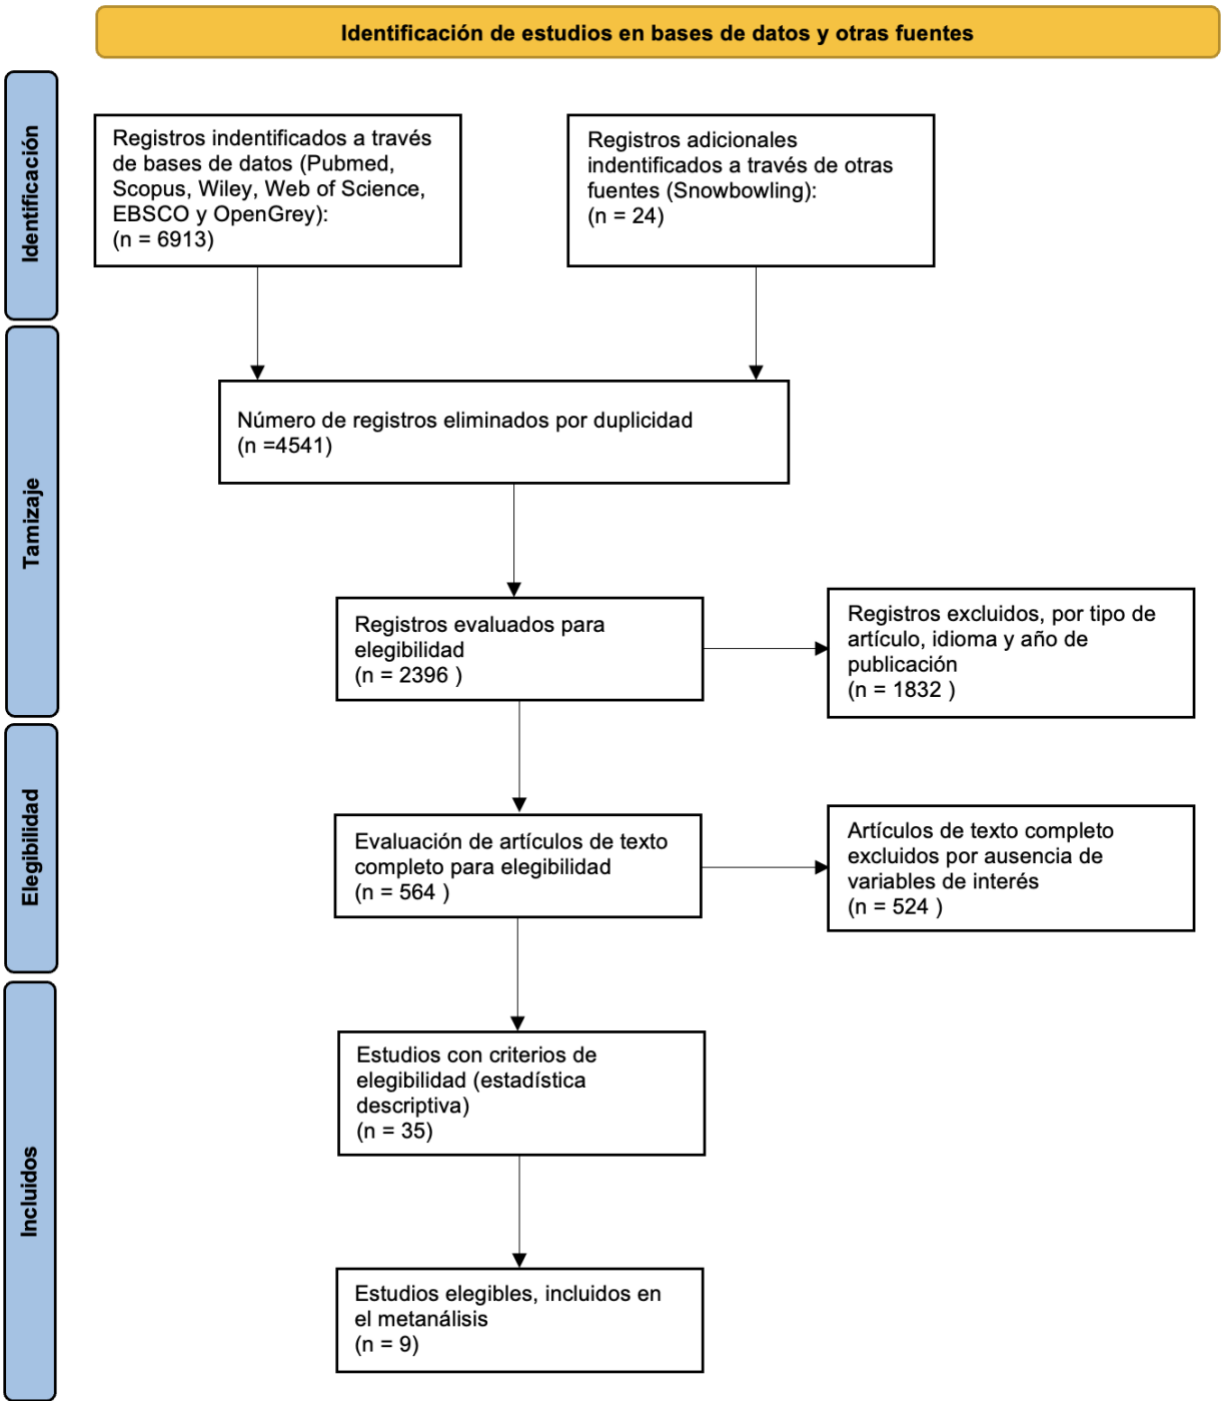 Identificación de estudios en bases de datos y otras fuentes
Identificación
Registros indentificados a través
de bases de datos (Pubmed,
Scopus, Wiley, Web of Science,
EBSCO y OpenGrey):
(n = 6913)
Registros adicionales
indentificados a través de otras
fuentes (Snowbowling):
(n = 24)
Tamizaje
Número de registros eliminados por duplicidad
(n =4541)
Registros evaluados para
elegibilidad
(n = 2396 )
Registros excluidos, por tipo de
artículo, idioma y año de
publicación
(n = 1832 )
Elegibilidad
Evaluación de artículos de texto
completo para elegibilidad
(n = 564 )
Artículos de texto completo
excluidos por ausencia de
variables de interés
(n = 524 )
Incluidos
Estudios con criterios de
elegibilidad (estadística
descriptiva)
(n = 35)
Estudios elegibles, incluidos en
el metanálisis
(n = 9)